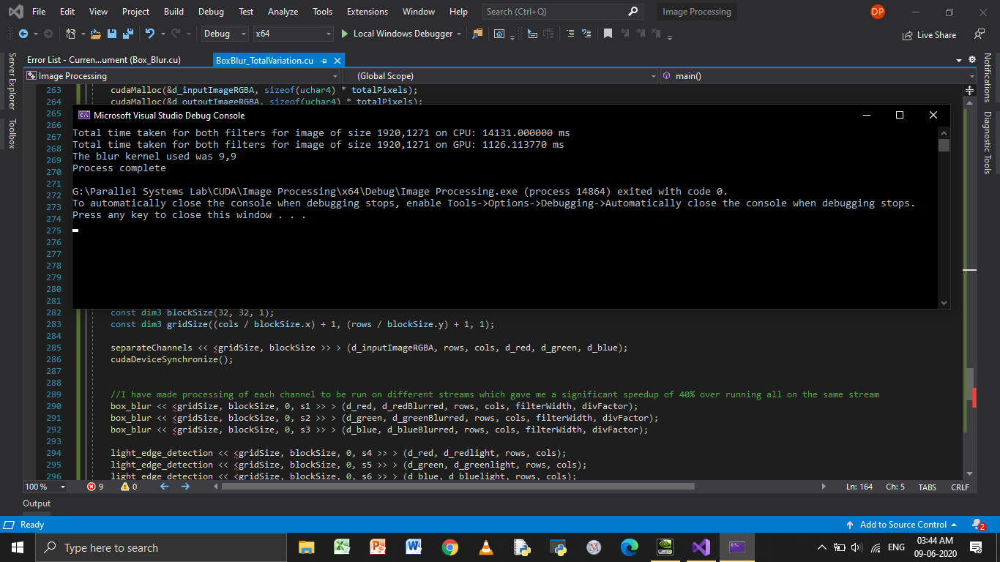 File Edit View Project Build Debug Test Analyze Tools Extensions Window Help Search (Ctrl+Q) Image Processing DP
Debug x64 Local Windows Debugger Live Share
Error List - Curren...ument (Box_Blur.cu) BoxBlur_TotalVariation.cu
Image Processing (Global Scope) main()
Server Explorer
Toolbox
Notifications
Diagnostic Tools
263 cudaMalloc(&d_inputImageRGBA, sizeof(uchar4) * totalPixels);
264 cudaMalloc(&d_outputImageRGBA, sizeof(uchar4) * totalPixels);
265
266
267
268
269
270
271
272
273
274
275
276
277
278
279
280
281
Microsoft Visual Studio Debug Console
Total time taken for both filters for image of size 1920,1271 on CPU: 14131.000000 ms
Total time taken for both filters for image of size 1920,1271 on GPU: 1126.113770 ms
The blur kernel used was 9,9
Process complete
G:\Parallel Systems Lab\CUDA\Image Processing\x64\Debug\Image Processing.exe (process 14864) exited with code 0.
To automatically close the console when debugging stops, enable Tools->Options->Debugging->Automatically close the console when debugging stops.
Press any key to close this window . . .
282 const dim3 blockSize(32, 32, 1);
283 const dim3 gridSize((cols / blockSize.x) + 1, (rows / blockSize.y) + 1, 1);
284
285 separateChannels << <gridSize, blockSize >> > (d_inputImageRGBA, rows, cols, d_red, d_green, d_blue);
286 cudaDeviceSynchronize();
287
288
289 //I have made processing of each channel to be run on different streams which gave me a significant speedup of 40% over running all on the same stream
290 box_blur << <gridSize, blockSize, 0, s1 >> > (d_red, d_redBlurred, rows, cols, filterWidth, divFactor);
291 box_blur << <gridSize, blockSize, 0, s2 >> > (d_green, d_greenBlurred, rows, cols, filterWidth, divFactor);
292 box_blur << <gridSize, blockSize, 0, s3 >> > (d_blue, d_blueBlurred, rows, cols, filterWidth, divFactor);
293
294 light_edge_detection << <gridSize, blockSize, 0, s4 >> > (d_red, d_redlight, rows, cols);
295 light_edge_detection << <gridSize, blockSize, 0, s5 >> > (d_green, d_greenlight, rows, cols);
296 light_edge_detection << <gridSize, blockSize, 0, s6 >> > (d_blue, d_bluelight, rows, cols);
100 % 9 0 Ln: 164 Ch: 5 TABS CRLF
Output
Ready Add to Source Control 2
Type here to search ENG 03:44 AM
09-06-2020